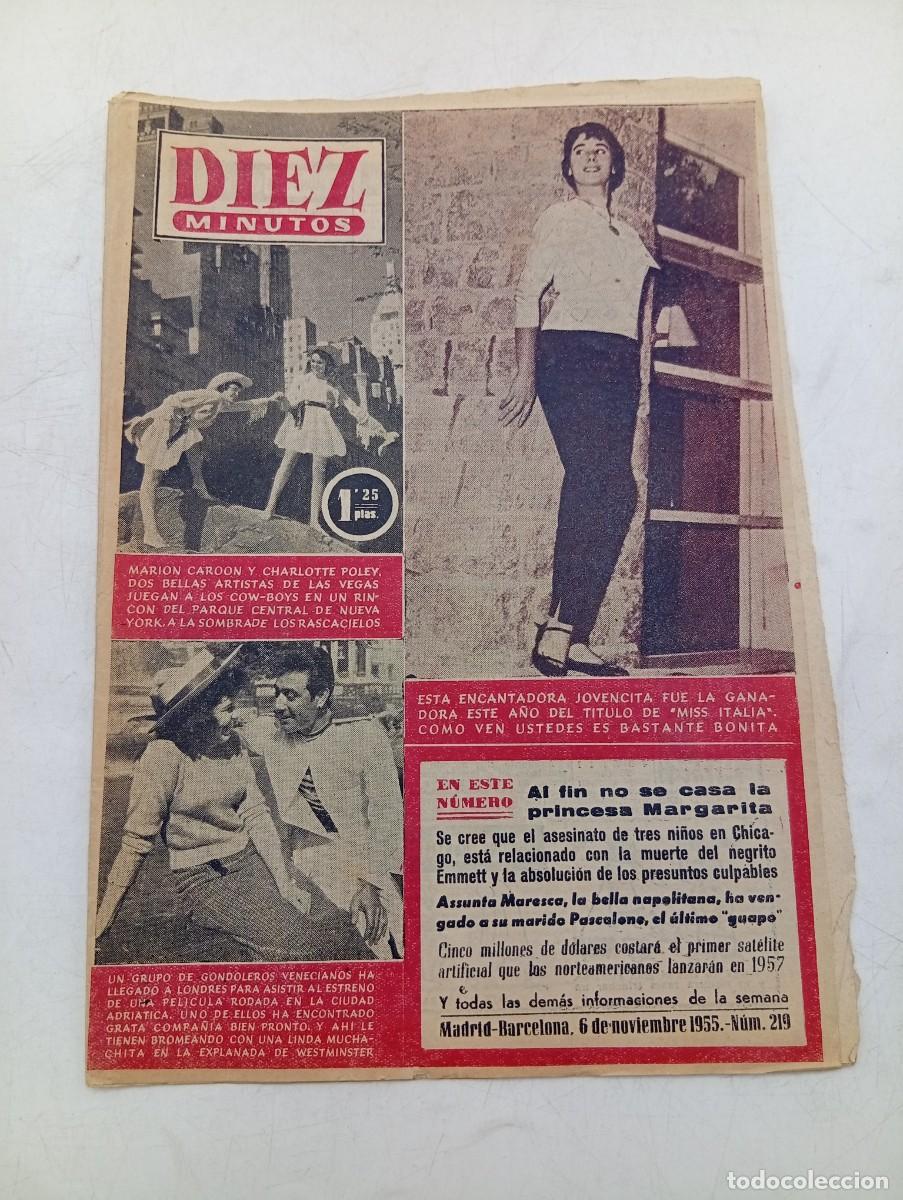 DIEZ
MINUTOS
1'25
plas.
MARION CAROON Y CHARLOTTE POLEY,
DOS BELLAS ARTISTAS DE LAS VEGAS
JUEGAN A LOS COW-BOYS EN UN RIN-
CON DEL PARQUE CENTRAL DE NUEVA
YORK. A LA SOMBRA DE LOS RASCACIELOS
UN GRUPO DE GONDOLEROS VENECIANOS HA
LLEGADO A LONDRES PARA ASISTIR AL ESTRENO
DE UNA PELICULA RODADA EN LA CIUDAD
ADRIATICA. UNO DE ELLOS HA ENCONTRADO
GRATA COMPAÑIA BIEN PRONTO. Y AHI LE
TIENEN BROMEANDO CON UNA LINDA MUCHA-
CHITA EN LA EXPLANADA DE WESTMINSTER
ESTA ENCANTADORA JOVENCITA FUE LA GANA-
DORA ESTE AÑO DEL TITULO DE "MISS ITALIA".
COMO VEN USTEDES ES BASTANTE BONITA
EN ESTE
NÚMERO
Al fin no se casa la
princesa Margarita
Se cree que el asesinato de tres niños en Chica-
go, está relacionado con la muerte del negrito
Emmett y la absolución de los presuntos culpables
Assunta Maresca, la bella napolitana, ha ven-
gado a su marido Pascalone, el último "guapo"
Cinco millones de dólares costará el primer satélite
artificial que los norteamericanos lanzarán en 1957
Y todas las demás informaciones de la semana
Madrid-Barcelona, 6 de noviembre 1955.-Núm. 219
todocoleccion